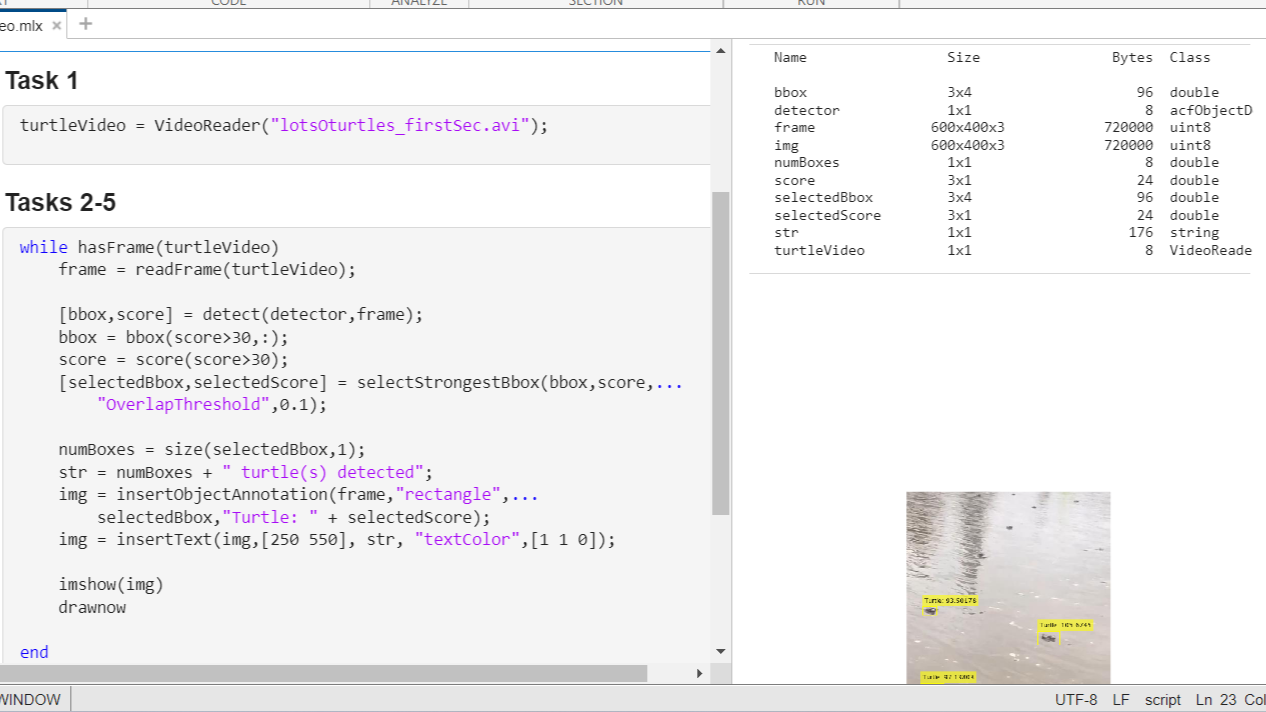 CODE ANALYZE SECTION RUN
eo.mlx × +
Task 1
turtleVideo = VideoReader("lotsOturtles_firstSec.avi");
Tasks 2-5
while hasFrame(turtleVideo)
frame = readFrame(turtleVideo);
[bbox,score] = detect(detector,frame);
bbox = bbox(score>30,:);
score = score(score>30);
[selectedBbox,selectedScore] = selectStrongestBbox(bbox,score,...
"OverlapThreshold",0.1);
numBoxes = size(selectedBbox,1);
str = numBoxes + " turtle(s) detected";
img = insertObjectAnnotation(frame,"rectangle",...
selectedBbox,"Turtle: " + selectedScore);
img = insertText(img,[250 550], str, "textColor",[1 1 0]);
imshow(img)
drawnow
end
Name Size Bytes Class
bbox 3x4 96 double
detector 1x1 8 acfObjectD
frame 600x400x3 720000 uint8
img 600x400x3 720000 uint8
numBoxes 1x1 8 double
score 3x1 24 double
selectedBbox 3x4 96 double
selectedScore 3x1 24 double
str 1x1 176 string
turtleVideo 1x1 8 VideoReade
Turtle: 93.50178
Turtle: 105.6745
Turtle:
WINDOW UTF-8 LF script Ln 23 Col